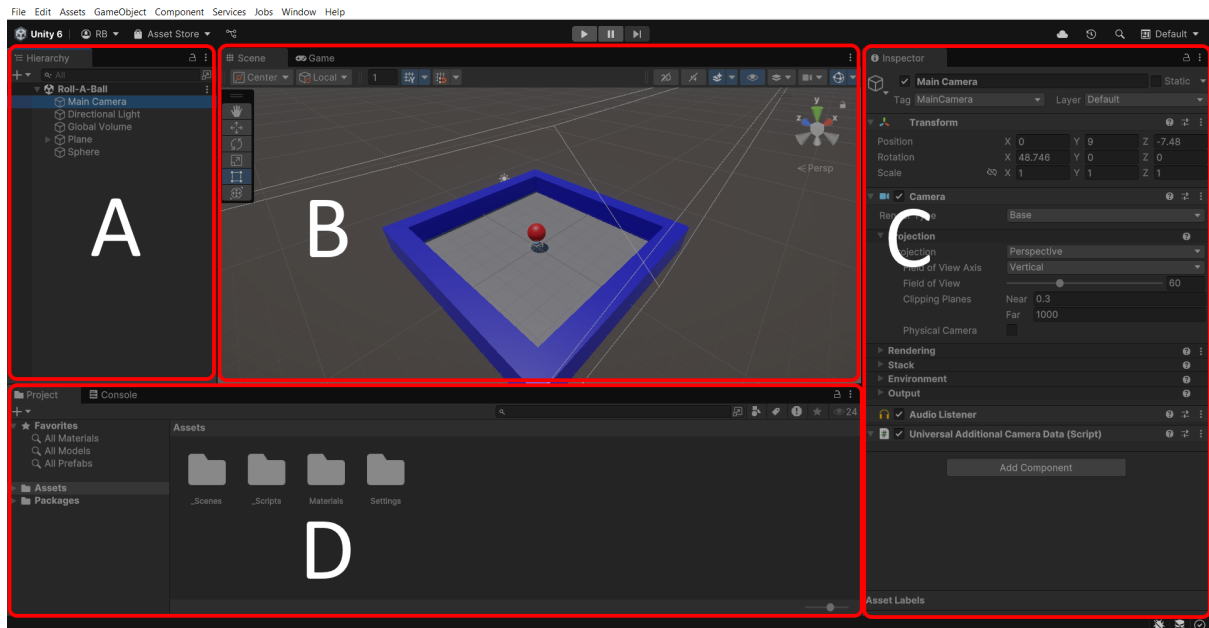 File Edit Assets GameObject Component Services Jobs Window Help
Unity 6 RB Asset Store Default
Hierarchy
All
Roll-A-Ball
Main Camera
Directional Light
Global Volume
Plane
Sphere
A
Scene Game
Center Local 1
y
z x
Persp
B
Inspector
Main Camera Static
Tag MainCamera Layer Default
Transform
Position X 0 Y 9 Z -7.48
Rotation X 48.746 Y 0 Z 0
Scale X 1 Y 1 Z 1
Camera
Render Type Base
Projection
Projection Perspective
Field of View Axis Vertical
Field of View 60
Clipping Planes Near 0.3
Far 1000
Physical Camera
Rendering
Stack
Environment
Output
Audio Listener
# Universal Additional Camera Data (Script)
Add Component
Asset Labels
C
Project Console
24
Favorites
All Materials
All Models
All Prefabs
Assets
Packages
Assets
_Scenes _Scripts Materials Settings
D